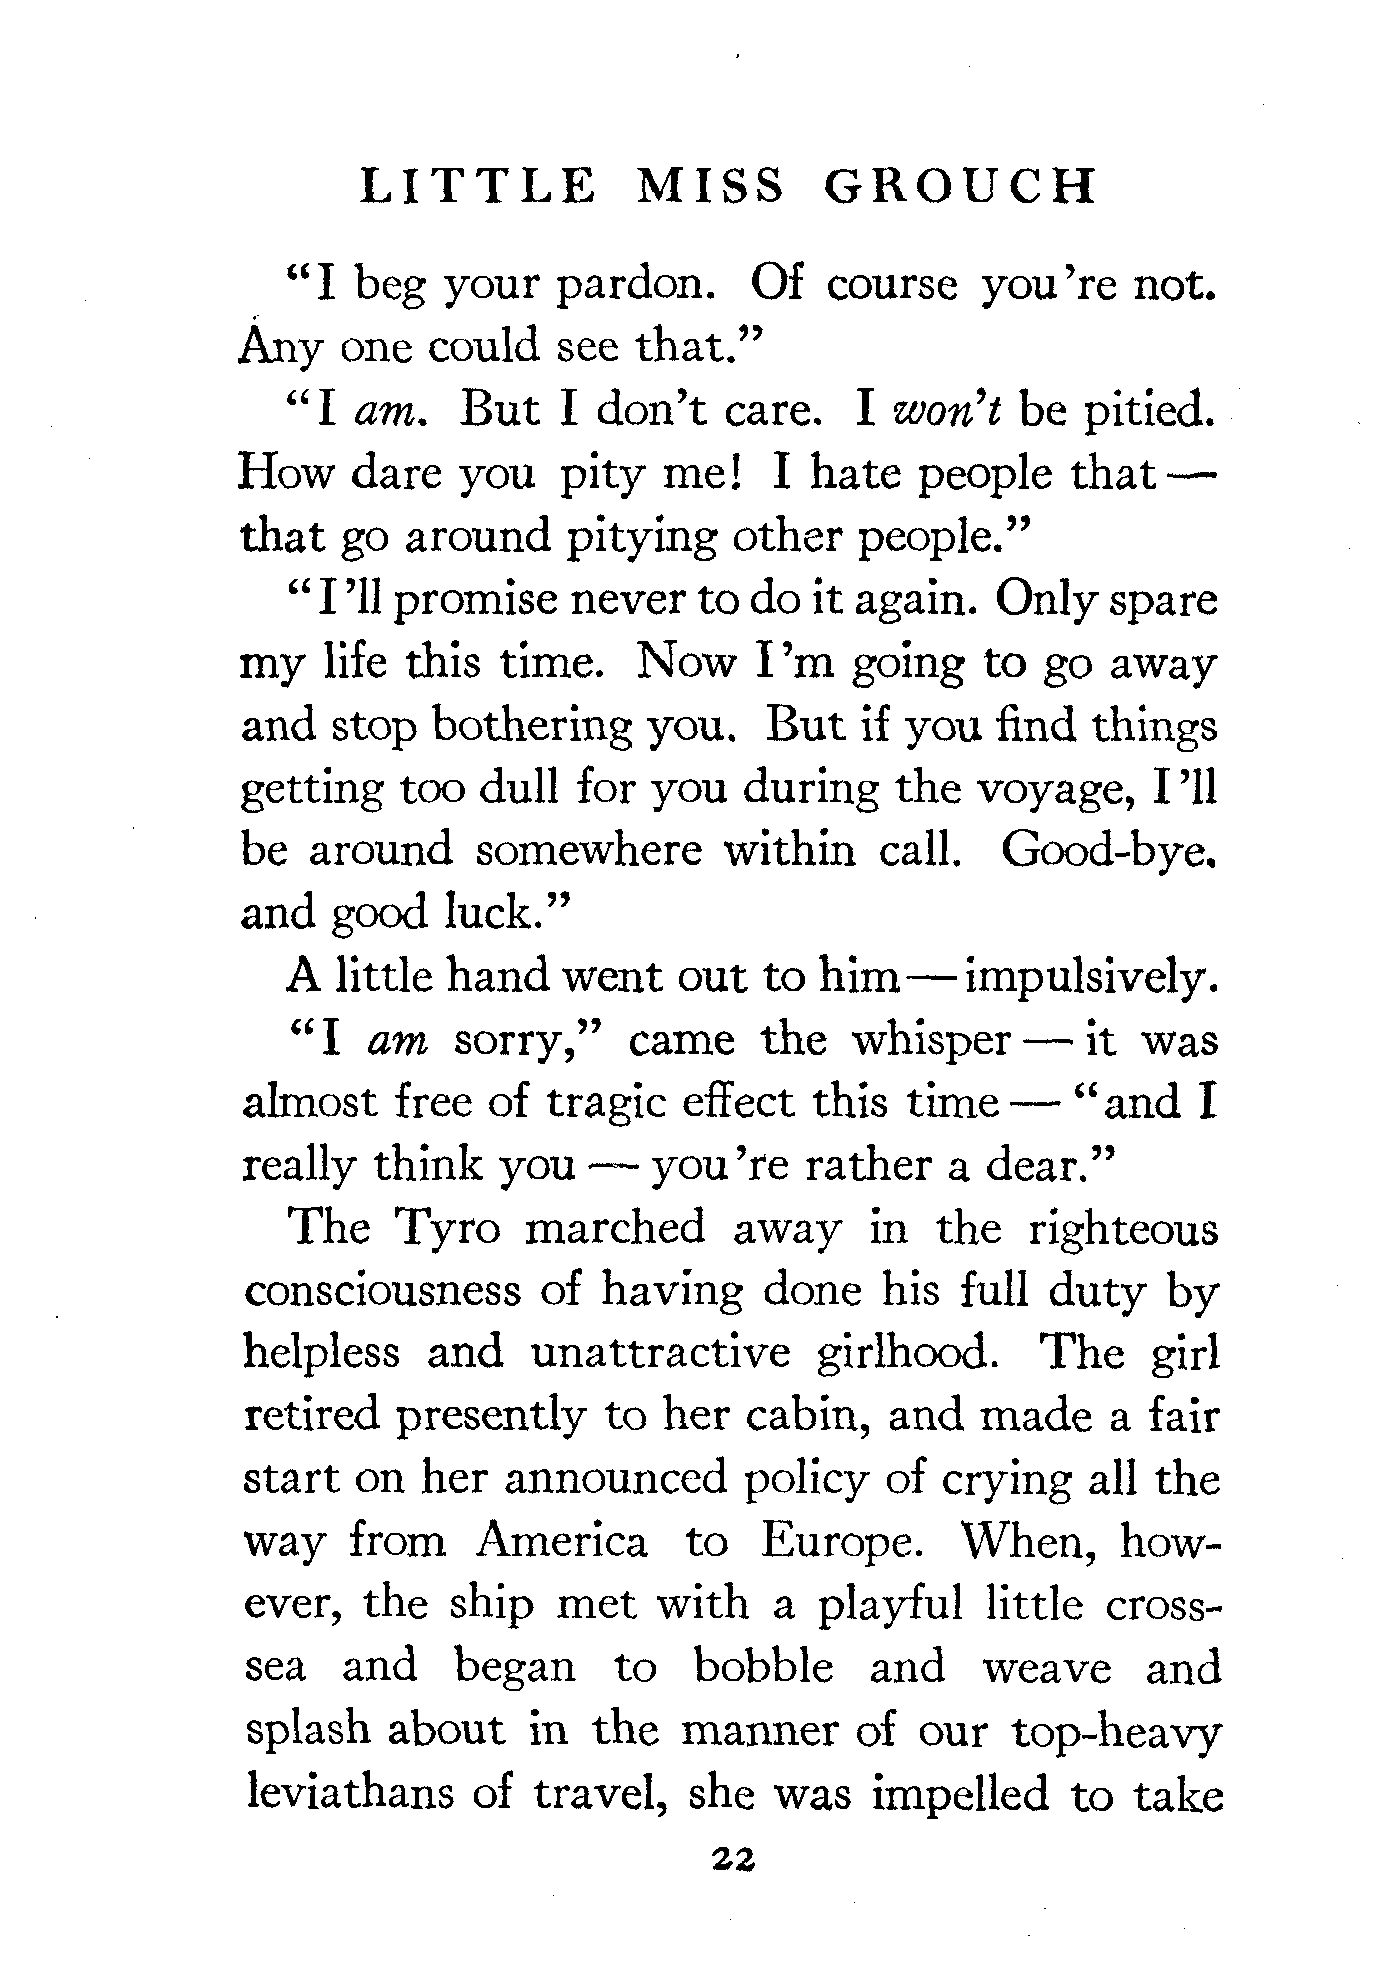 LITTLE MISS GROUCH
“I beg your pardon. Of course you’re not.
Any one could see that.”
“I am. But I don’t care. I won’t be pitied.
How dare you pity me! I hate people that—
that go around pitying other people.”
“I’ll promise never to do it again. Only spare
my life this time. Now I’m going to go away
and stop bothering you. But if you find things
getting too dull for you during the voyage, I’ll
be around somewhere within call. Good-bye.
and good luck.”
A little hand went out to him—impulsively.
“I am sorry,” came the whisper — it was
almost free of tragic effect this time — “and I
really think you — you’re rather a dear.”
The Tyro marched away in the righteous
consciousness of having done his full duty by
helpless and unattractive girlhood. The girl
retired presently to her cabin, and made a fair
start on her announced policy of crying all the
way from America to Europe. When, how-
ever, the ship met with a playful little cross-
sea and began to bobble and weave and
splash about in the manner of our top-heavy
leviathans of travel, she was impelled to take
22